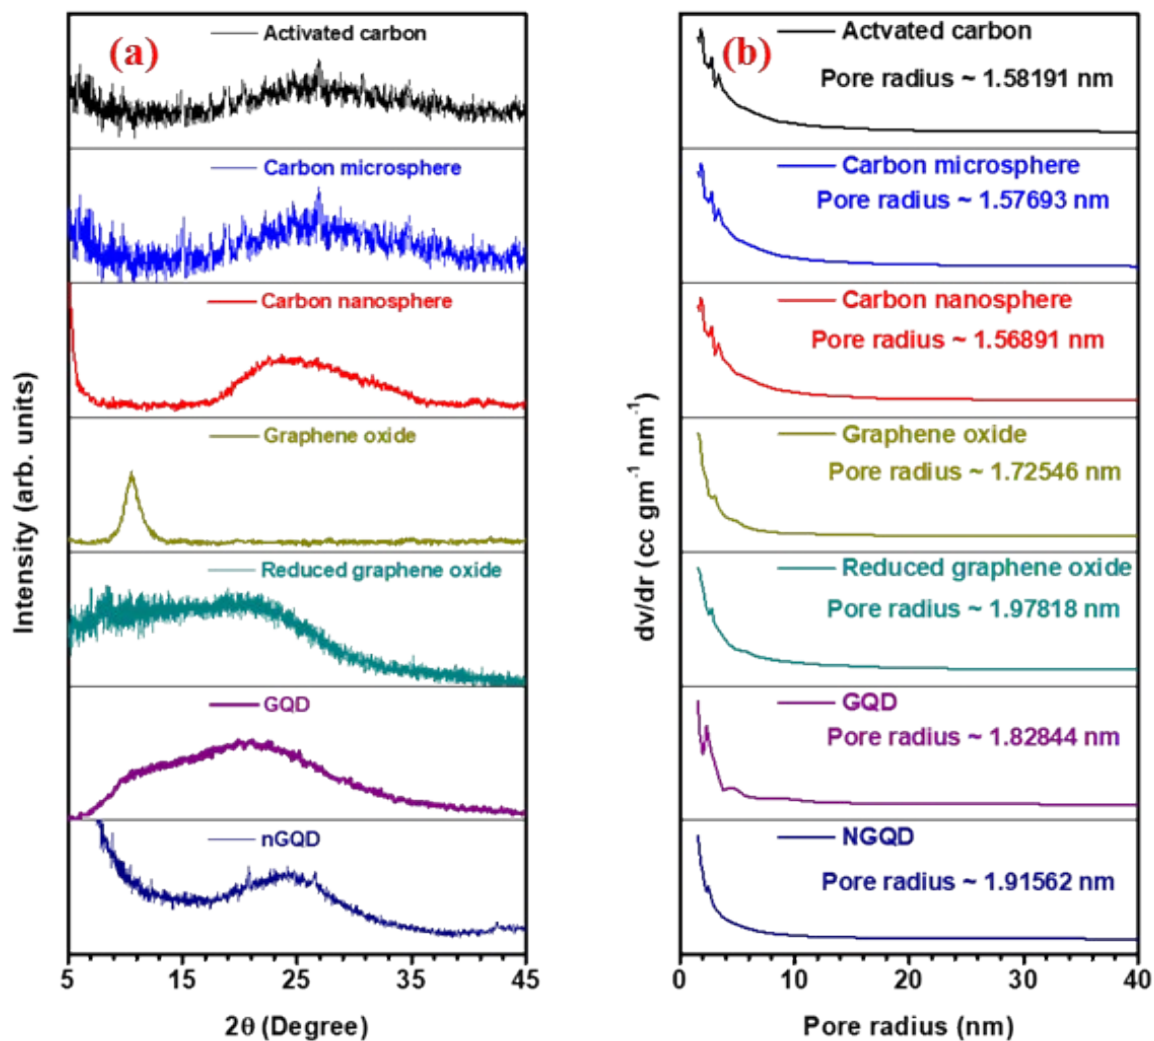 (a)
Activated carbon
Carbon microsphere
Carbon nanosphere
Graphene oxide
Reduced graphene oxide
GQD
nGQD
Intensity (arb. units)
5 15 25 35 45
2θ (Degree)
(b)
Actvated carbon
Pore radius ~ 1.58191 nm
Carbon microsphere
Pore radius ~ 1.57693 nm
Carbon nanosphere
Pore radius ~ 1.56891 nm
Graphene oxide
Pore radius ~ 1.72546 nm
Reduced graphene oxide
Pore radius ~ 1.97818 nm
GQD
Pore radius ~ 1.82844 nm
NGQD
Pore radius ~ 1.91562 nm
dv/dr (cc gm⁻¹ nm⁻¹)
0 10 20 30 40
Pore radius (nm)